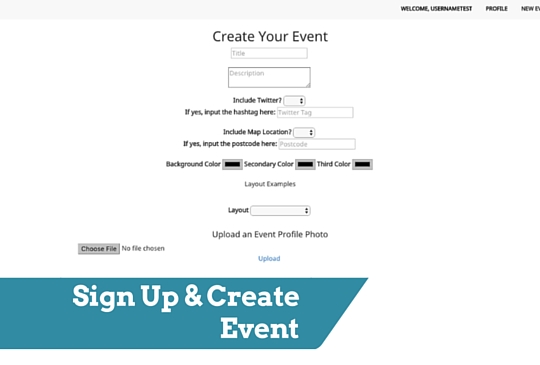 WELCOME, USERNAMETEST PROFILE NEW EV
Create Your Event
Title
Description
Include Twitter?
If yes, input the hashtag here: Twitter Tag
Include Map Location?
If yes, input the postcode here: Postcode
Background Color Secondary Color Third Color
Layout Examples
Layout
Upload an Event Profile Photo
Choose File No file chosen
Upload
Sign Up & Create
Event